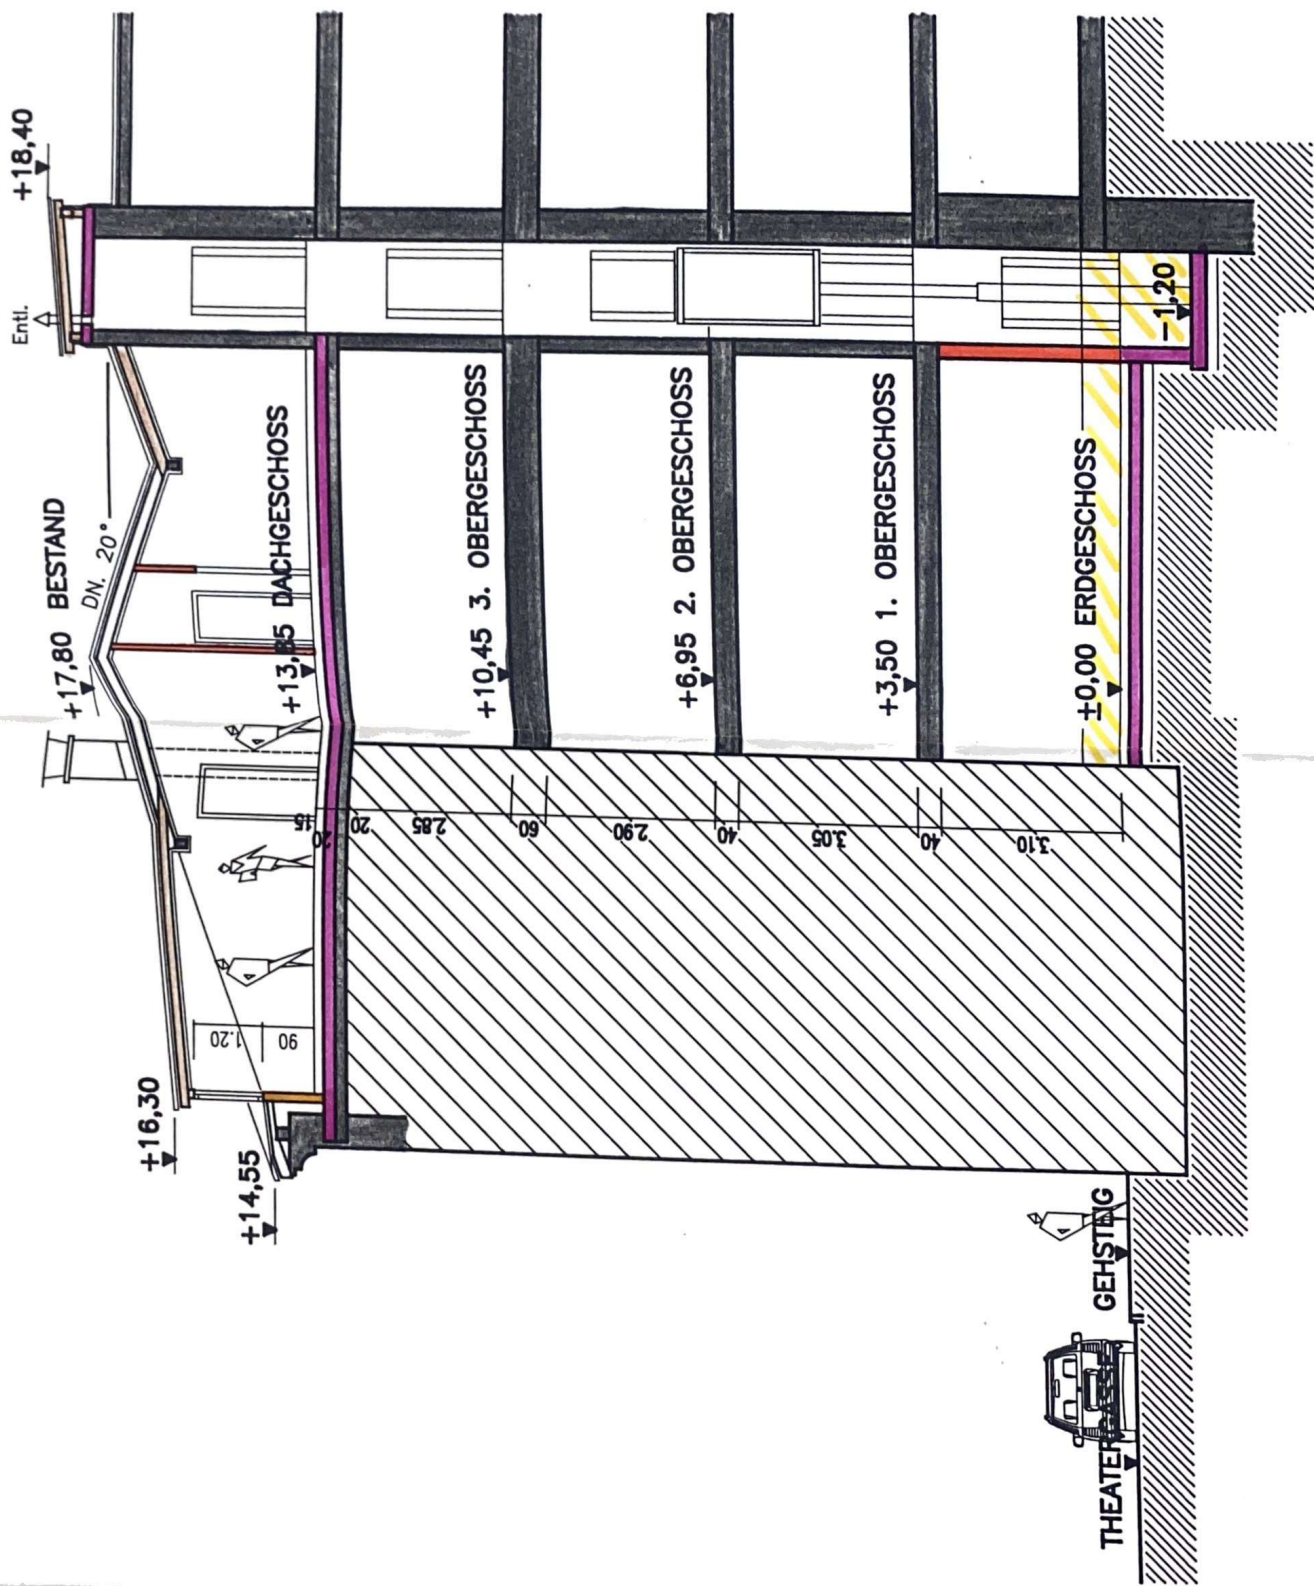 +18,40
Entl.
+17,80 BESTAND
DN. 20°
+16,30
+14,55
1.20
90
+13,85 DACHGESCHOSS
15
20
20
2.85
+10,45 3. OBERGESCHOSS
60
2.90
+6,95 2. OBERGESCHOSS
40
3.05
+3,50 1. OBERGESCHOSS
40
3.10
±0,00 ERDGESCHOSS
-1,20
GEHSTEIG
THEATERGASSE